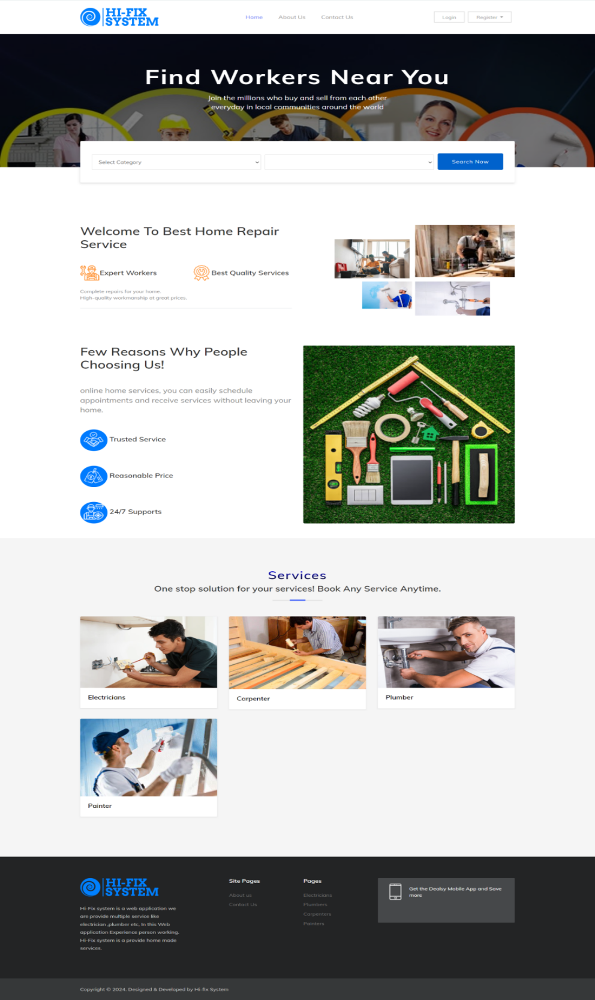 HI-FIX
SYSTEM
Home
About Us
Contact Us
Login
Register
Find Workers Near You
Join the millions who buy and sell from each other
everyday in local communities around the world
Select Category
Search Now
Welcome To Best Home Repair
Service
Expert Workers
Best Quality Services
Complete repairs for your home.
High-quality workmanship at great prices.
Few Reasons Why People
Choosing Us!
online home services, you can easily schedule
appointments and receive services without leaving your
home.
Trusted Service
Reasonable Price
24/7 Supports
Services
One stop solution for your services! Book Any Service Anytime.
Electricians
Carpenter
Plumber
Painter
HI-FIX
SYSTEM
Hi-Fix system is a web application we
are provide multiple service like
electrician ,plumber etc, In this Web
application Experience person working.
Hi-Fix system is a provide home made
services.
Site Pages
About us
Contact Us
Pages
Electricians
Plumbers
Carpenters
Painters
Get the Dealsy Mobile App and Save
more
Copyright © 2024. Designed & Developed by Hi-fix System